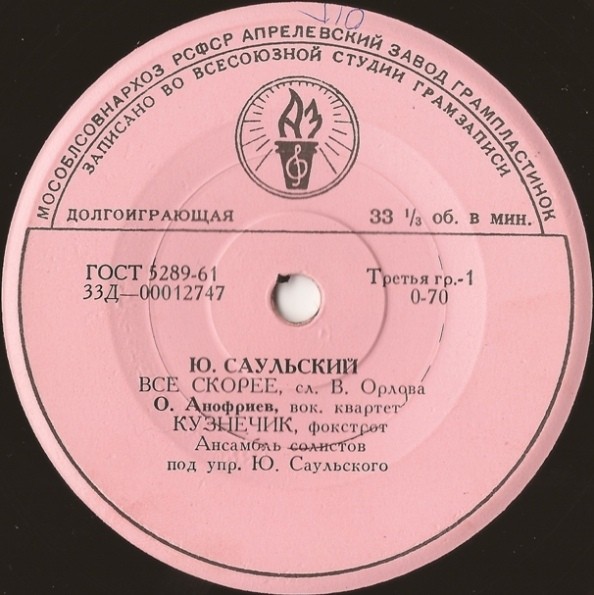 МОСОБЛСОВНАРХОЗ РСФСР АПРЕЛЕВСКИЙ ЗАВОД ГРАМПЛАСТИНОК
ЗАПИСАНО ВО ВСЕСОЮЗНОЙ СТУДИИ ГРАМЗАПИСИ
АЗ
ДОЛГОИГРАЮЩАЯ 33 1/3 об. в мин.
ГОСТ 5289-61 Третья гр.-1
33Д—00012747 0-70
Ю. САУЛЬСКИЙ
ВСЕ СКОРЕЕ, сл. В. Орлова
О. Анофриев, вок. квартет
КУЗНЕЧИК, фокстрот
Ансамбль солистов
под упр. Ю. Саульского